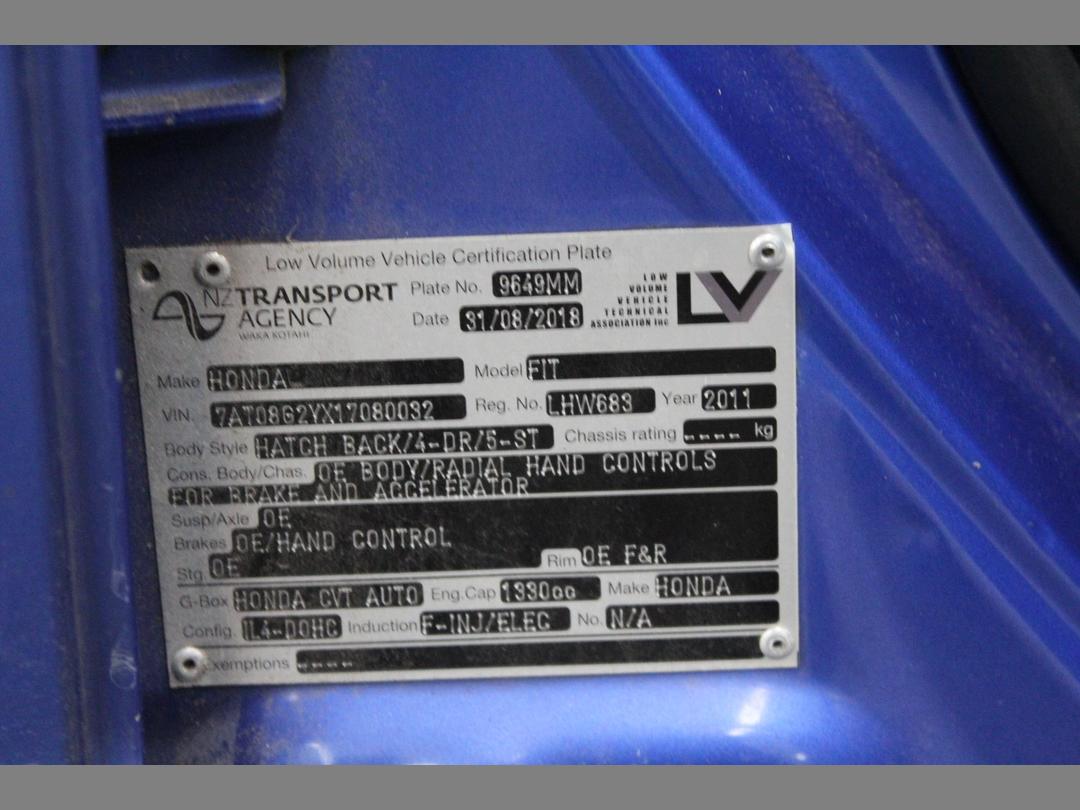 Low Volume Vehicle Certification Plate
NZTRANSPORT AGENCY
WAKA KOTAHI
Plate No. 9649MM
Date 31/08/2018
LOW VOLUME VEHICLE TECHNICAL ASSOCIATION INC
LV
Make HONDA Model FIT
VIN. 7AT08G2YX17080032 Reg. No. LHW683 Year 2011
Body Style HATCH BACK/4-DR/5-ST Chassis rating ---- kg
Cons. Body/Chas. OE BODY/RADIAL HAND CONTROLS
FOR BRAKE AND ACCELERATOR
Susp/Axle OE
Brakes OE/HAND CONTROL
Stg. OE Rim OE F&R
G-Box HONDA CVT AUTO Eng.Cap 1330cc Make HONDA
Config. IL4-DOHC Induction F-INJ/ELEC No. N/A
Exemptions ----